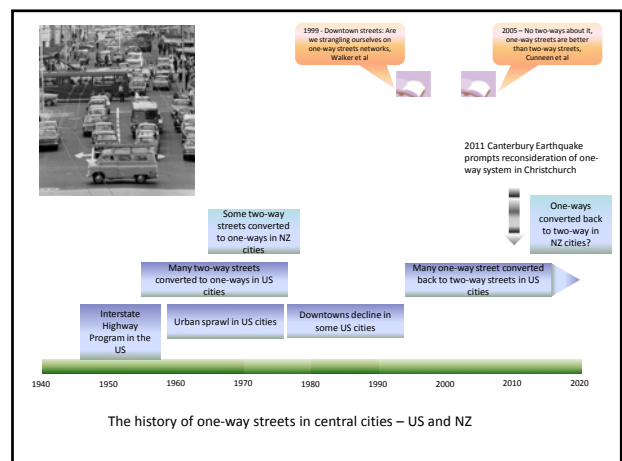 1999 - Downtown streets: Are
we strangling ourselves on
one-way streets networks,
Walker et al
2005 – No two-ways about it,
one-way streets are better
than two-way streets,
Cunneen et al
2011 Canterbury Earthquake
prompts reconsideration of one-
way system in Christchurch
Some two-way
streets converted
to one-ways in NZ
cities
One-ways
converted back
to two-way in
NZ cities?
Many two-way streets
converted to one-ways in US
cities
Many one-way street converted
back to two-way streets in US
cities
Interstate
Highway
Program in the
US
Urban sprawl in US cities
Downtowns decline in
some US cities
1940 1950 1960 1970 1980 1990 2000 2010 2020
The history of one-way streets in central cities – US and NZ